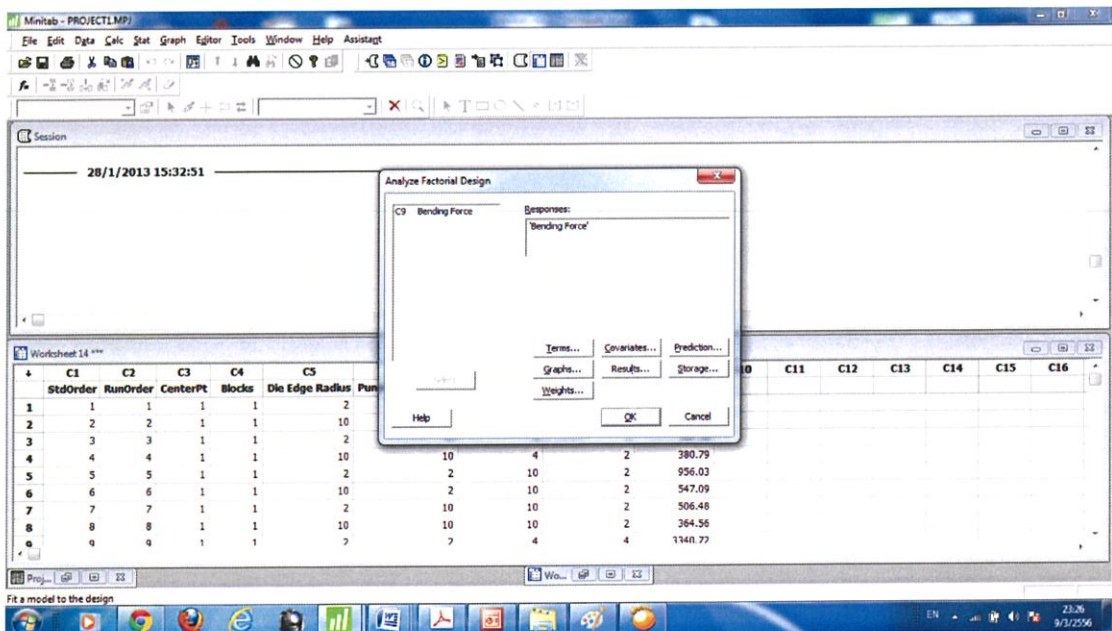 Minitab - PROJECT1.MPJ
File Edit Data Calc Stat Graph Editor Tools Window Help Assistant
Session
28/1/2013 15:32:51
Analyze Factorial Design
C9 Bending Force
Responses:
'Bending Force'
Terms... Covariates... Prediction...
Graphs... Results... Storage...
Select
Weights...
Help OK Cancel
Worksheet 14 ***
C1 C2 C3 C4 C5 C11 C12 C13 C14 C15 C16
StdOrder RunOrder CenterPt Blocks Die Edge Radius
1 1 1 1 1 2
2 2 2 1 1 10
3 3 3 1 1 2
4 4 4 1 1 10 10 4 2 380.79
5 5 5 1 1 2 2 10 2 956.03
6 6 6 1 1 10 2 10 2 547.09
7 7 7 1 1 2 10 10 2 506.48
8 8 8 1 1 10 10 10 2 364.56
9 9 9 1 1 2 2 4 4 3340.72
Proj... Wo...
Fit a model to the design
EN 23:26
9/3/2556